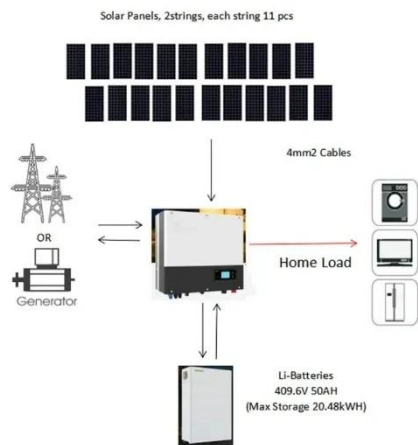 Solar Panels, 2strings, each string 11 pcs
4mm2 Cables
OR
Generator
Home Load
Li-Batteries
409.6V 50AH
(Max Storage 20.48kWH)